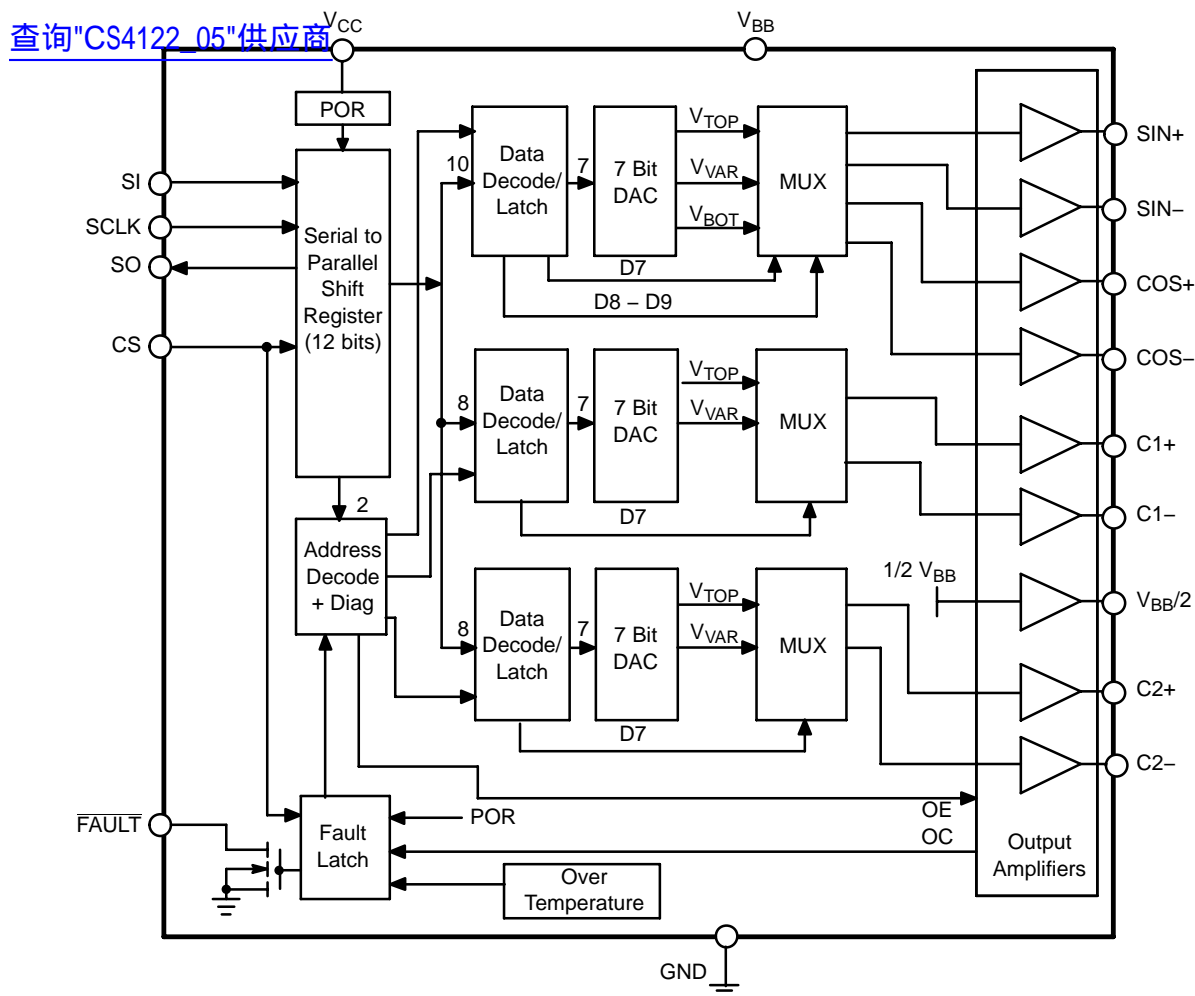 查询"CS4122_05"供应商
VCC
VBB
POR
SI
SCLK
SO
CS
Serial to
Parallel
Shift
Register
(12 bits)
10
Data
Decode/
Latch
7
7 Bit
DAC
VTOP
VVAR
VBOT
MUX
D7
D8 – D9
SIN+
SIN–
COS+
COS–
8
Data
Decode/
Latch
7
7 Bit
DAC
VTOP
VVAR
MUX
D7
C1+
C1–
2
Address
Decode
+ Diag
8
Data
Decode/
Latch
7
7 Bit
DAC
VTOP
VVAR
MUX
D7
1/2 VBB
VBB/2
C2+
C2–
FAULT
Fault
Latch
POR
OE
OC
Over
Temperature
Output
Amplifiers
GND